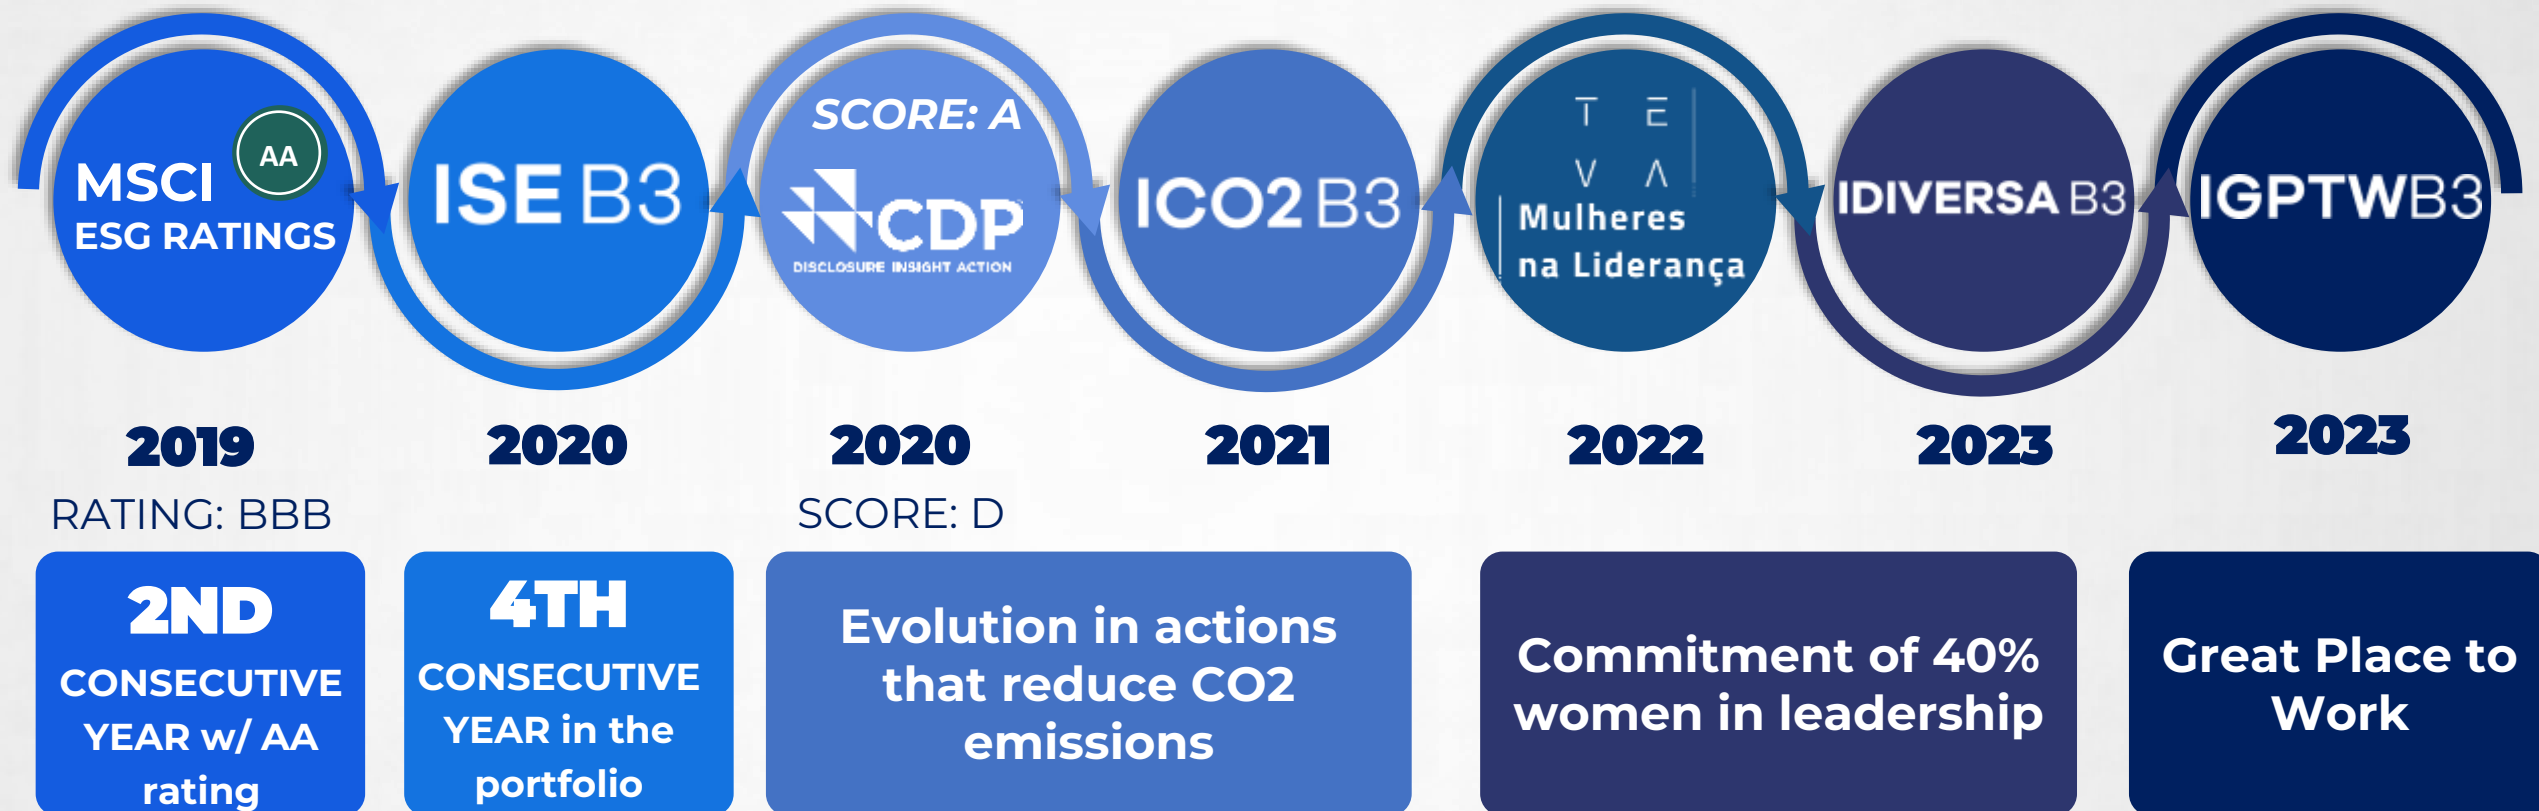 MSCI
AA
ESG RATINGS
ISE B3
SCORE: A
CDP
DISCLOSURE INSIGHT ACTION
ICO2 B3
T E
V A
Mulheres
na Liderança
IDIVERSA B3
IGPTWB3
2019
2020
2020
2021
2022
2023
2023
RATING: BBB
SCORE: D
2ND
CONSECUTIVE
YEAR w/ AA
rating
4TH
CONSECUTIVE
YEAR in the
portfolio
Evolution in actions
that reduce CO2
emissions
Commitment of 40%
women in leadership
Great Place to
Work